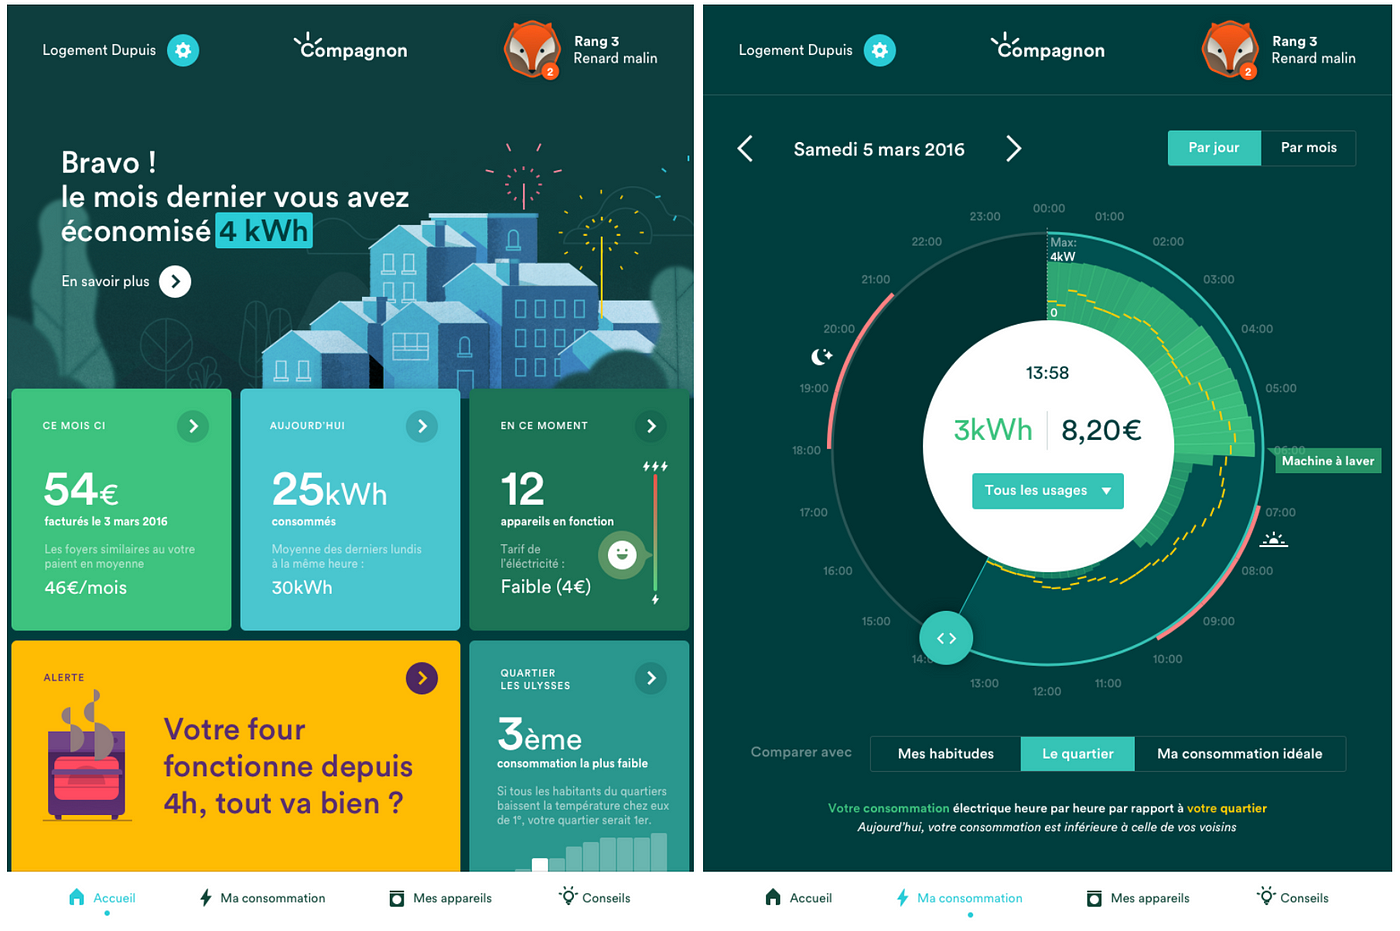 Logement Dupuis
Compagnon
Rang 3
Renard malin
2
Bravo !
le mois dernier vous avez
économisé 4 kWh
En savoir plus
CE MOIS CI
54€
facturés le 3 mars 2016
Les foyers similaires au votre
paient en moyenne
46€/mois
AUJOURD'HUI
25kWh
consommés
Moyenne des derniers lundis
à la même heure :
30kWh
EN CE MOMENT
12
appareils en fonction
Tarif de
l'éléctricité :
Faible (4€)
ALERTE
Votre four
fonctionne depuis
4h, tout va bien ?
QUARTIER
LES ULYSSES
3ème
consommation la plus faible
Si tous les habitants du quartiers
baissent la température chez eux
de 1°, votre quartier serait 1er.
Accueil
Ma consommation
Mes appareils
Conseils
Logement Dupuis
Compagnon
Rang 3
Renard malin
2
Samedi 5 mars 2016
Par jour
Par mois
00:00
01:00
02:00
03:00
04:00
05:00
06:00
07:00
08:00
09:00
10:00
11:00
12:00
13:00
15:00
16:00
17:00
18:00
19:00
20:00
21:00
22:00
23:00
Max:
4kW
0
13:58
3kWh
8,20€
Tous les usages
Machine à laver
Comparer avec
Mes habitudes
Le quartier
Ma consommation idéale
Votre consommation électrique heure par heure par rapport à votre quartier
Aujourd'hui, votre consommation est inférieure à celle de vos voisins
Accueil
Ma consommation
Mes appareils
Conseils